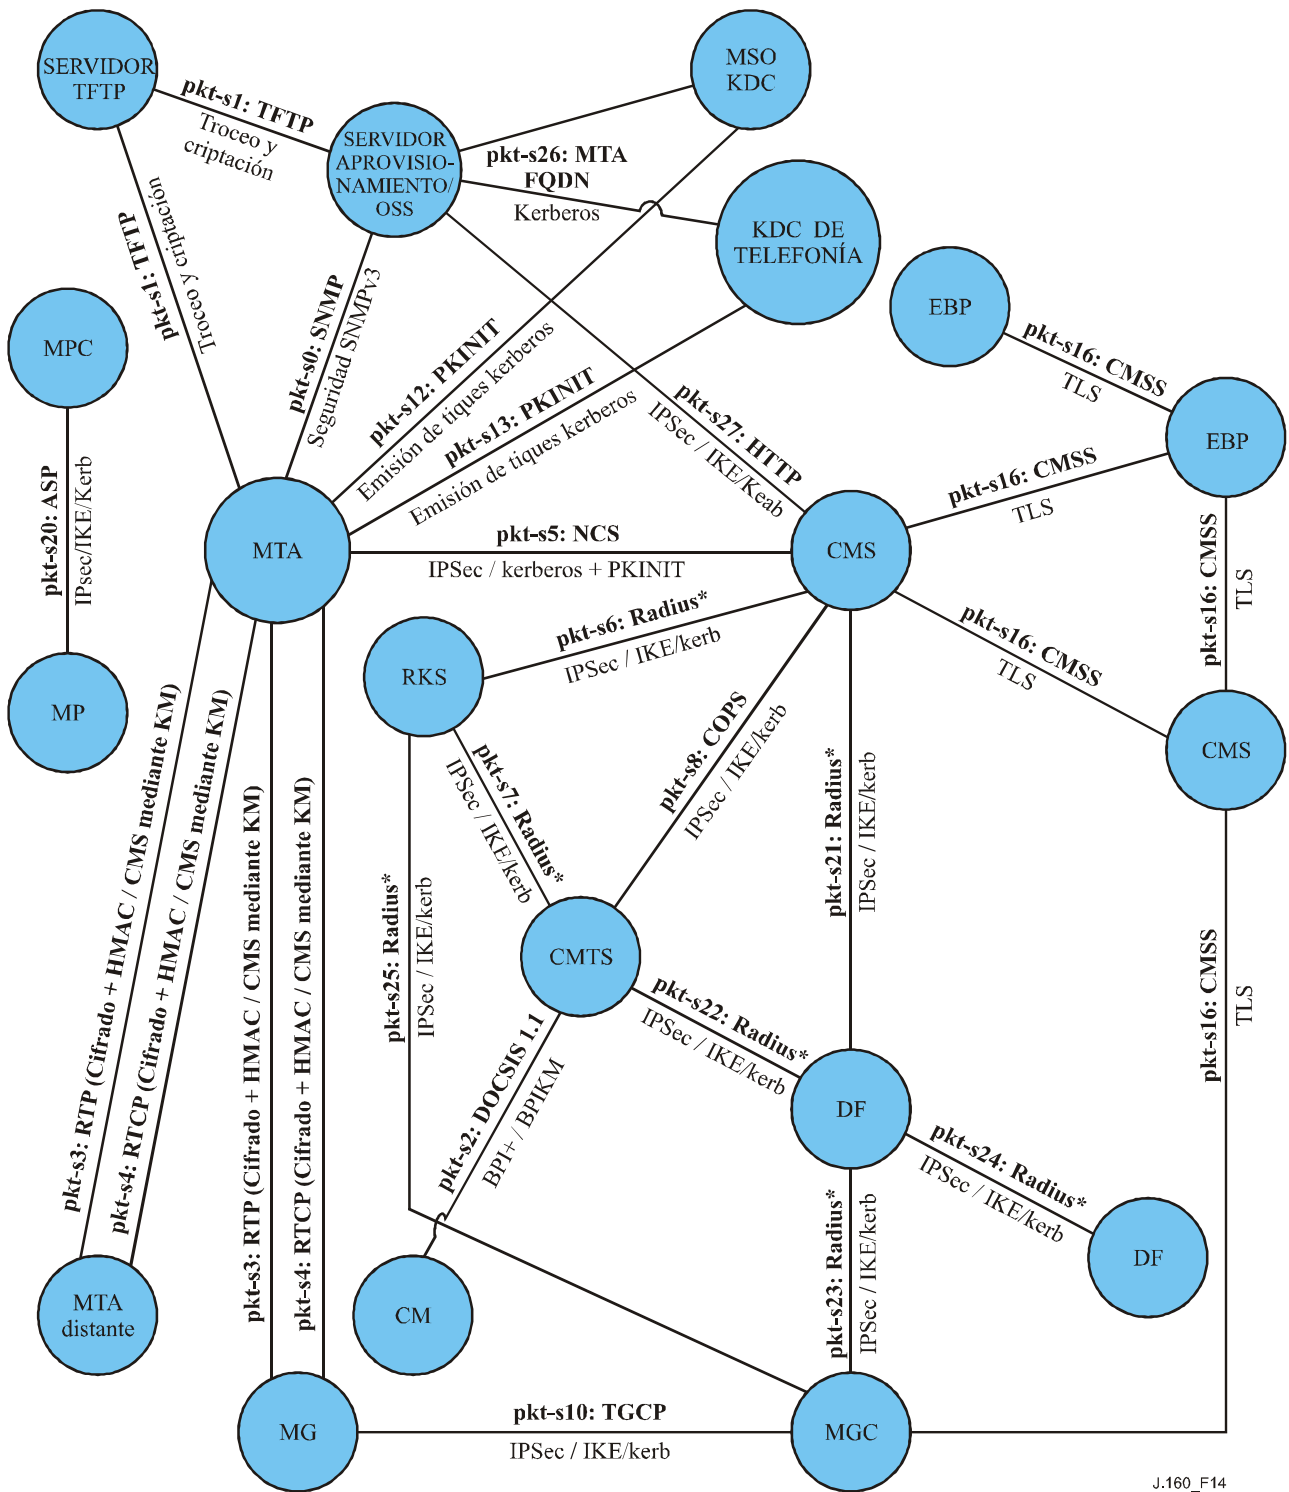 SERVIDOR
TFTP
MSO
KDC
pkt-s1: TFTP
Troceo y
criptación
SERVIDOR
APROVISIO-
NAMIENTO/
OSS
pkt-s26: MTA
FQDN
Kerberos
KDC DE
TELEFONÍA
pkt-s1: TFTP
Troceo y criptación
EBP
MPC
pkt-s0: SNMP
Seguridad SNMPv3
pkt-s12: PKINIT
Emisión de tiques kerberos
pkt-s13: PKINIT
Emisión de tiques kerberos
pkt-s27: HTTP
IPSec / IKE/Keab
pkt-s16: CMSS
TLS
EBP
pkt-s16: CMSS
TLS
pkt-s20: ASP
IPsec/IKE/Kerb
MTA
pkt-s5: NCS
IPSec / kerberos + PKINIT
CMS
pkt-s16: CMSS
TLS
pkt-s6: Radius*
IPSec / IKE/kerb
pkt-s16: CMSS
TLS
RKS
MP
CMS
pkt-s8: COPS
IPSec / IKE/kerb
pkt-s7: Radius*
IPSec / IKE/kerb
pkt-s21: Radius*
IPSec / IKE/kerb
pkt-s3: RTP (Cifrado + HMAC / CMS mediante KM)
pkt-s4: RTCP (Cifrado + HMAC / CMS mediante KM)
pkt-s3: RTP (Cifrado + HMAC / CMS mediante KM)
pkt-s4: RTCP (Cifrado + HMAC / CMS mediante KM)
pkt-s25: Radius*
IPSec / IKE/kerb
CMTS
pkt-s22: Radius*
IPSec / IKE/kerb
pkt-s16: CMSS
TLS
pkt-s2: DOCSIS 1.1
BPI+ / BPIKM
DF
pkt-s24: Radius*
IPSec / IKE/kerb
pkt-s23: Radius*
IPSec / IKE/kerb
DF
MTA
distante
CM
MG
pkt-s10: TGCP
IPSec / IKE/kerb
MGC
J.160_F14